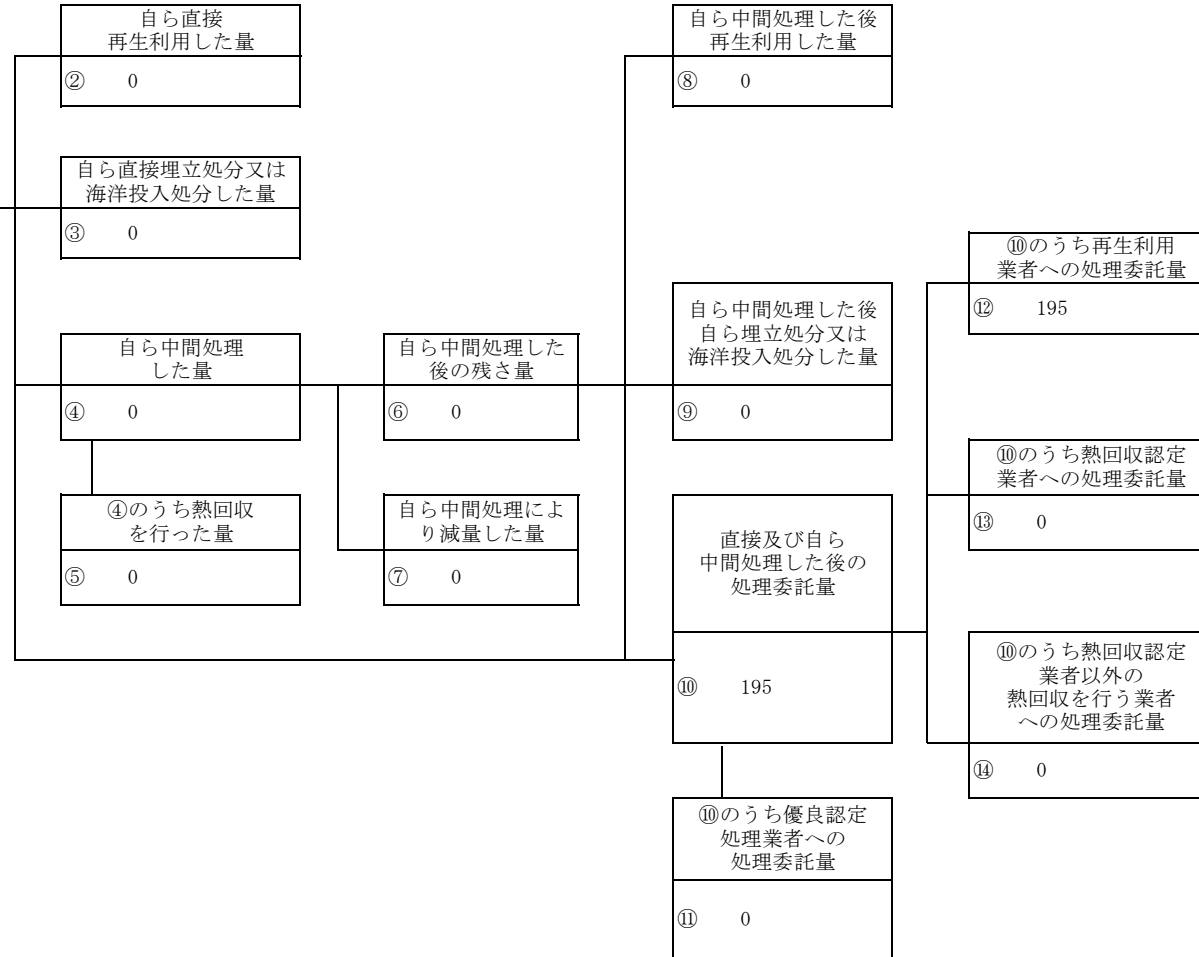 自ら直接
再生利用した量
② 0
自ら直接埋立処分又は
海洋投入処分した量
③ 0
自ら中間処理
した量
④ 0
④のうち熱回収
を行った量
⑤ 0
自ら中間処理した
後の残さ量
⑥ 0
自ら中間処理によ
り減量した量
⑦ 0
自ら中間処理した後
再生利用した量
⑧ 0
自ら中間処理した後
自ら埋立処分又は
海洋投入処分した量
⑨ 0
直接及び自ら
中間処理した後の
処理委託量
⑩ 195
⑩のうち優良認定
処理業者への
処理委託量
⑪ 0
⑩のうち再生利用
業者への処理委託量
⑫ 195
⑩のうち熱回収認定
業者への処理委託量
⑬ 0
⑩のうち熱回収認定
業者以外の
熱回収を行う業者
への処理委託量
⑭ 0